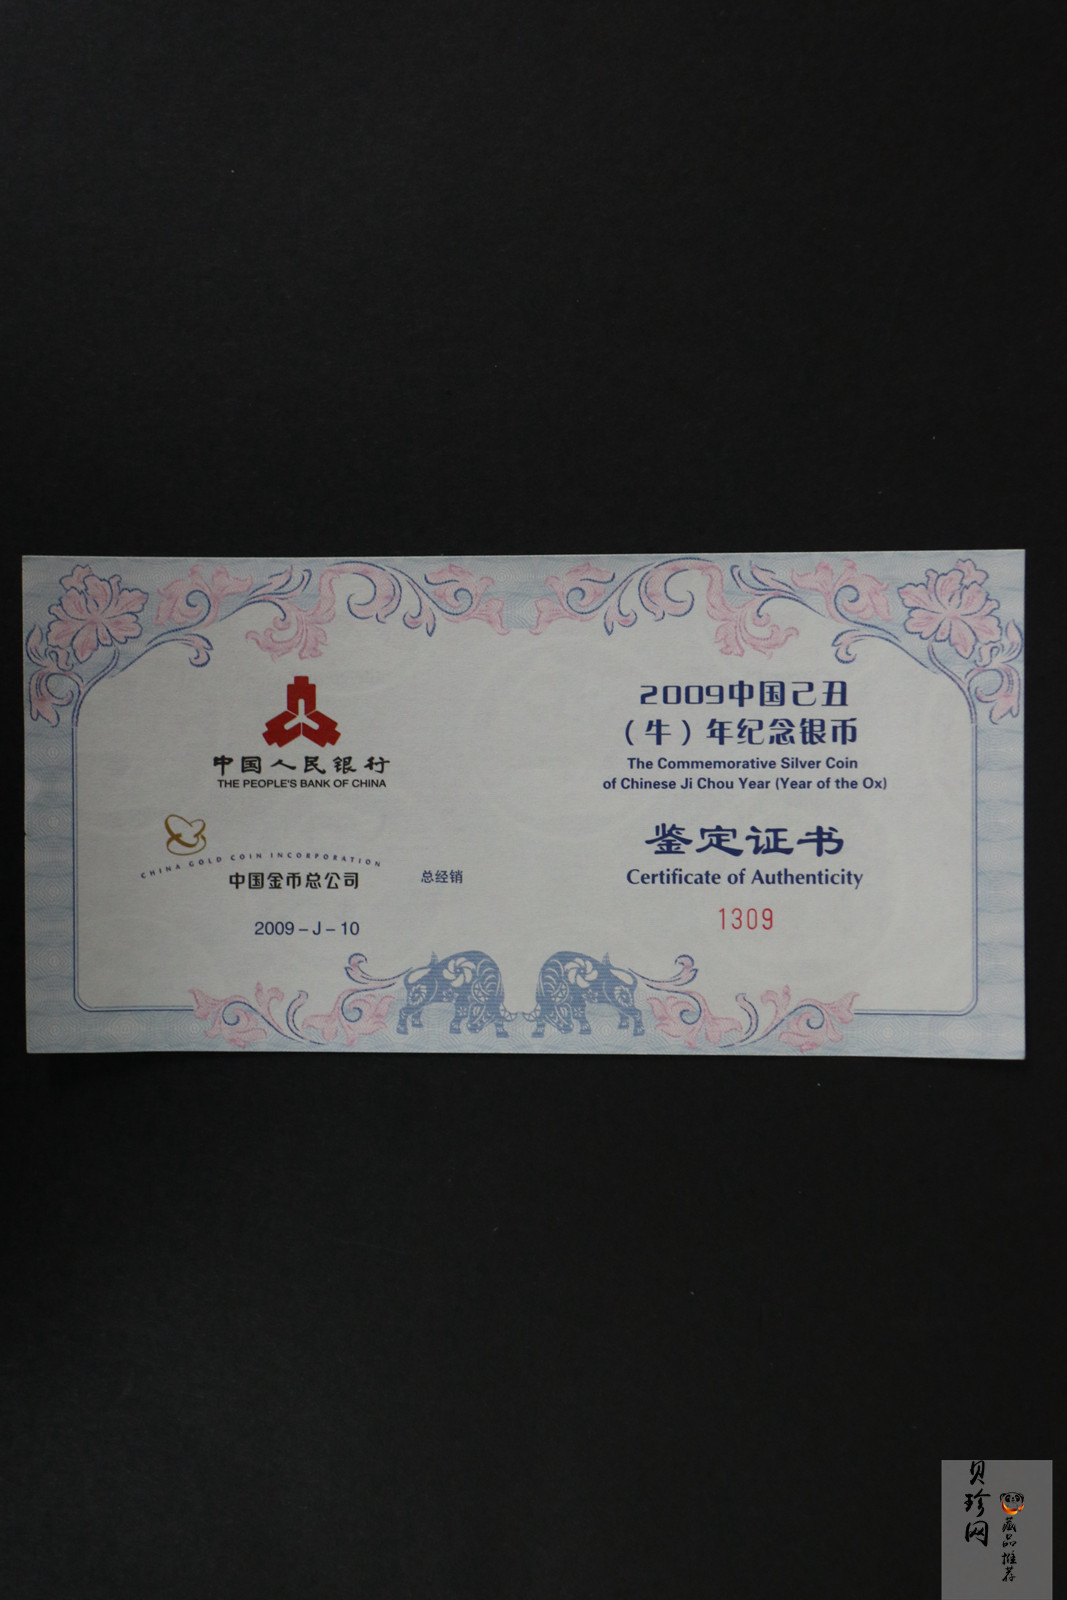 中国人民银行
THE PEOPLE'S BANK OF CHINA
CHINA GOLD COIN INCORPORATION
中国金币总公司 总经销
2009-J-10
2009中国己丑
（牛）年纪念银币
The Commemorative Silver Coin
of Chinese Ji Chou Year (Year of the Ox)
鉴定证书
Certificate of Authenticity
1309
贝珍网
藏品推荐